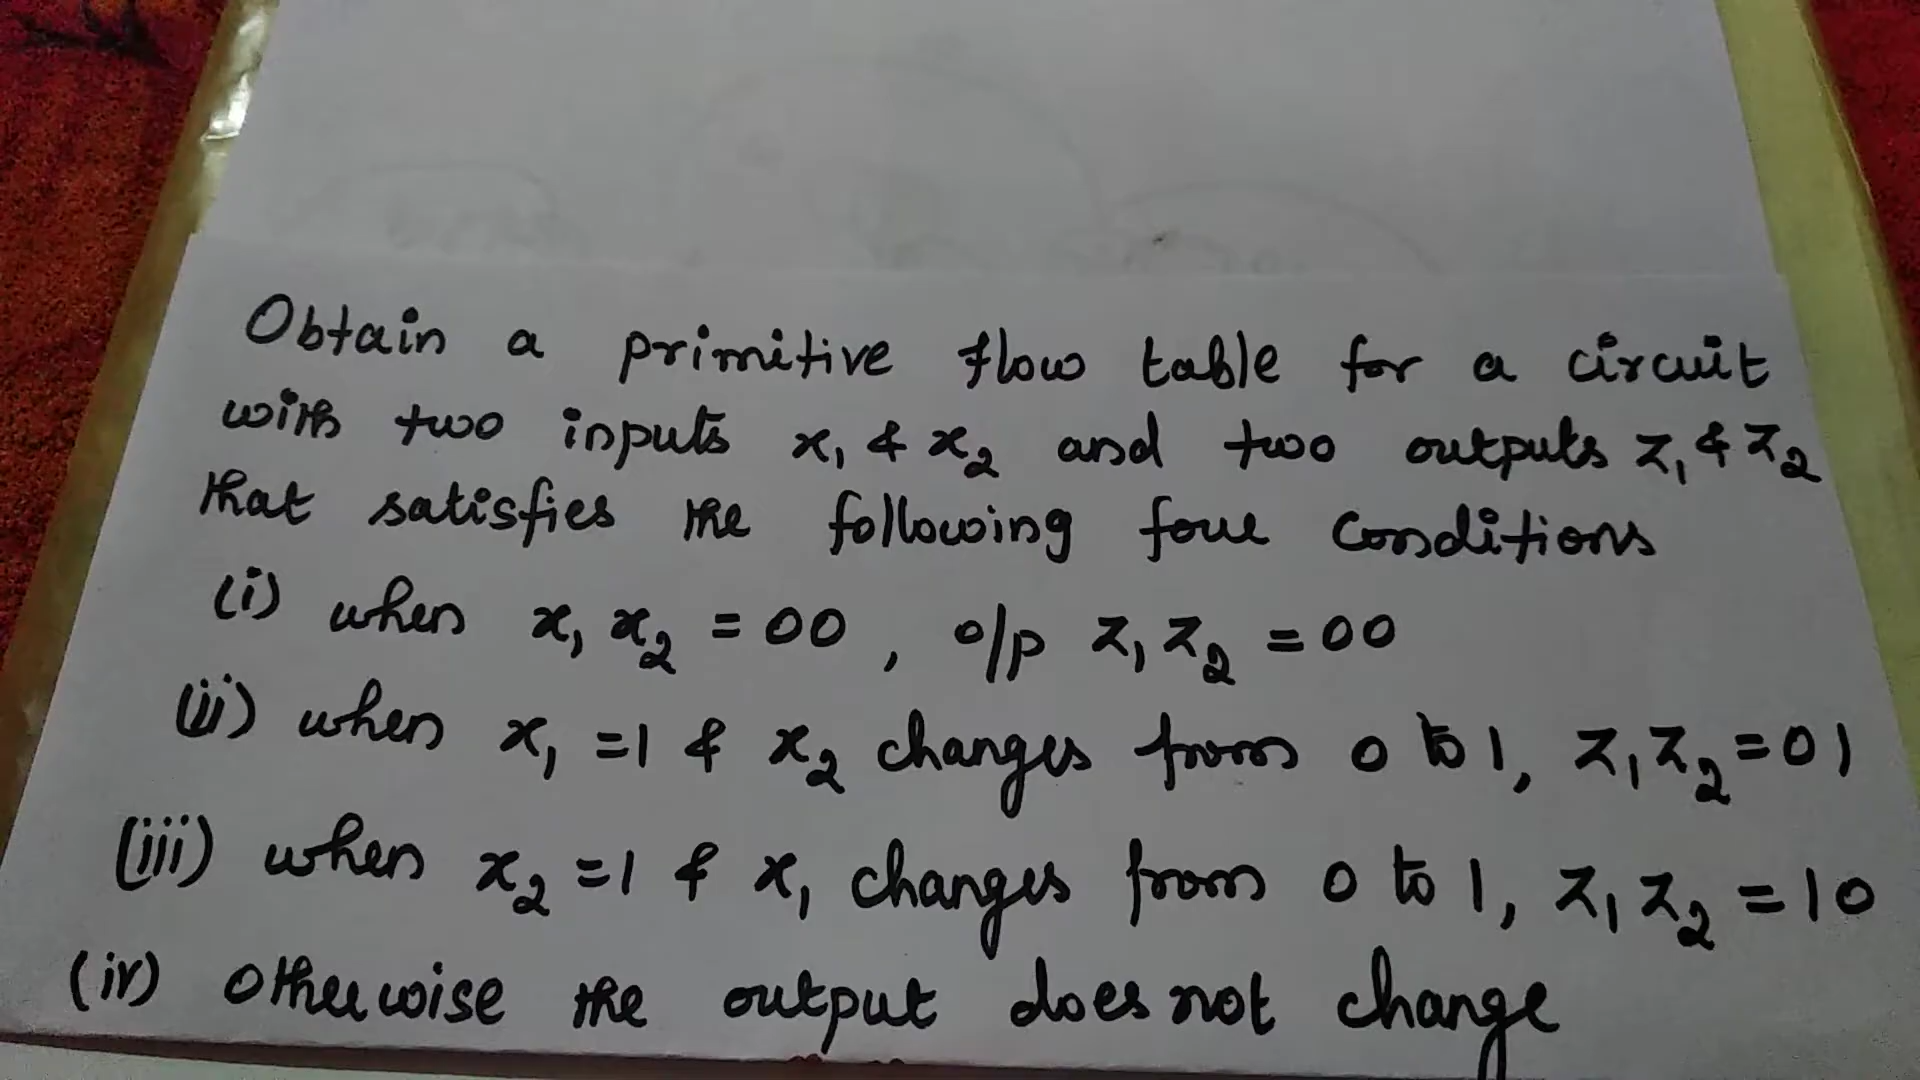 Obtain a primitive flow table for a circuit
with two inputs x₁ & x₂ and two outputs z₁ & z₂
that satisfies the following four conditions
(i) when x₁ x₂ = 00, o/p z₁ z₂ = 00
(ii) when x₁ = 1 & x₂ changes from 0 to 1, z₁z₂ = 01
(iii) when x₂ = 1 & x₁ changes from 0 to 1, z₁ z₂ = 10
(iv) otherwise the output does not change